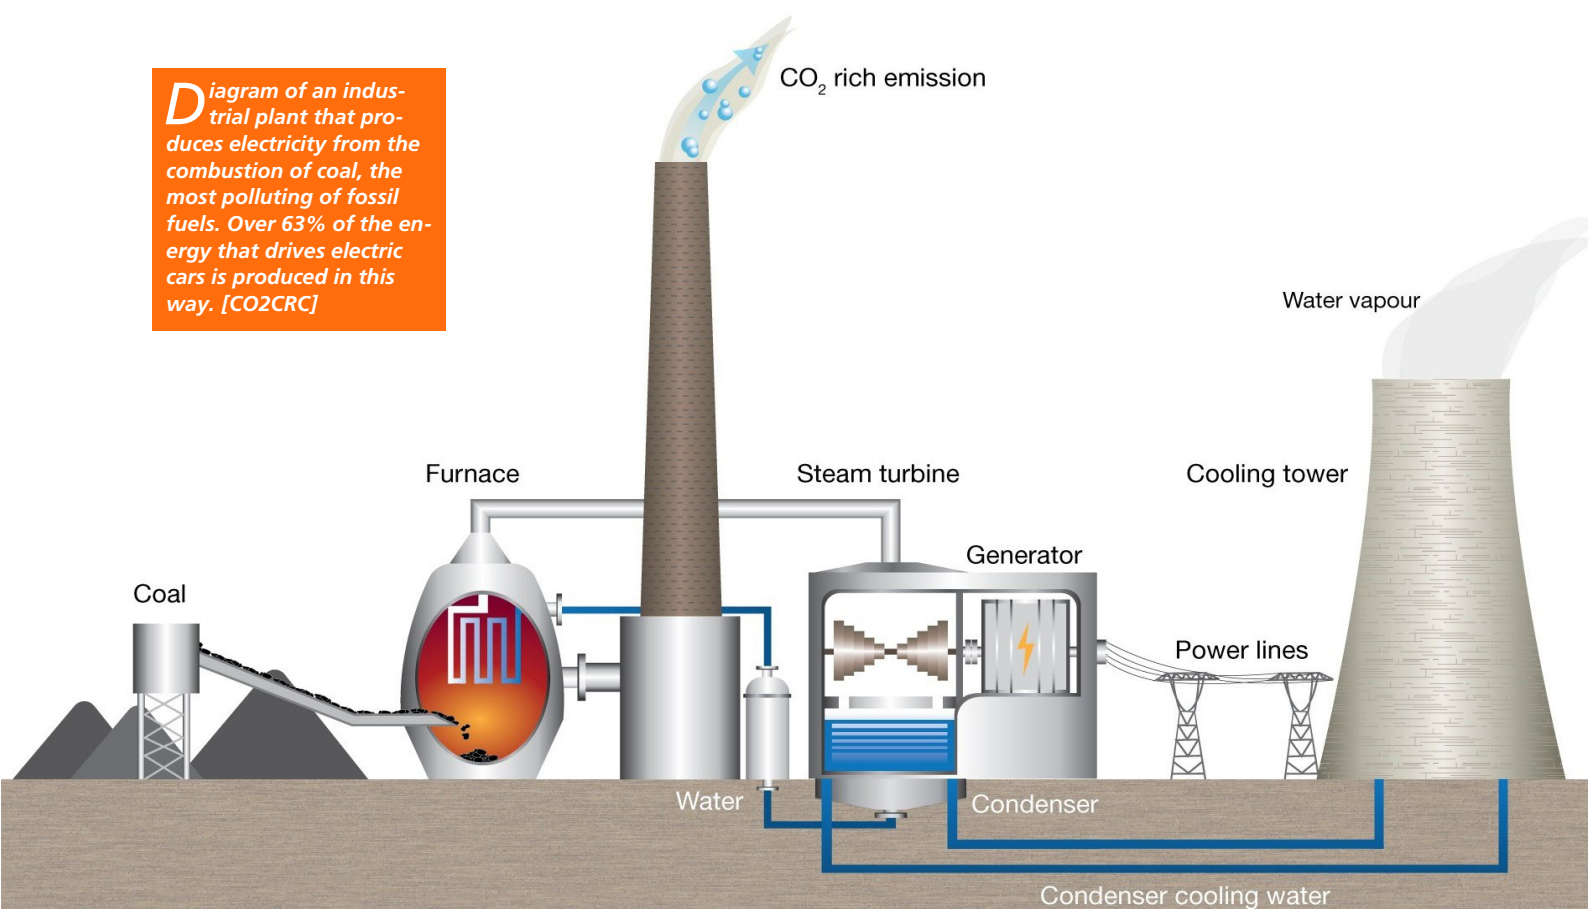 Diagram of an indus-
trial plant that pro-
duces electricity from the
combustion of coal, the
most polluting of fossil
fuels. Over 63% of the en-
ergy that drives electric
cars is produced in this
way. [CO2CRC]
CO₂ rich emission
Water vapour
Furnace
Steam turbine
Cooling tower
Generator
Coal
Power lines
Water
Condenser
Condenser cooling water